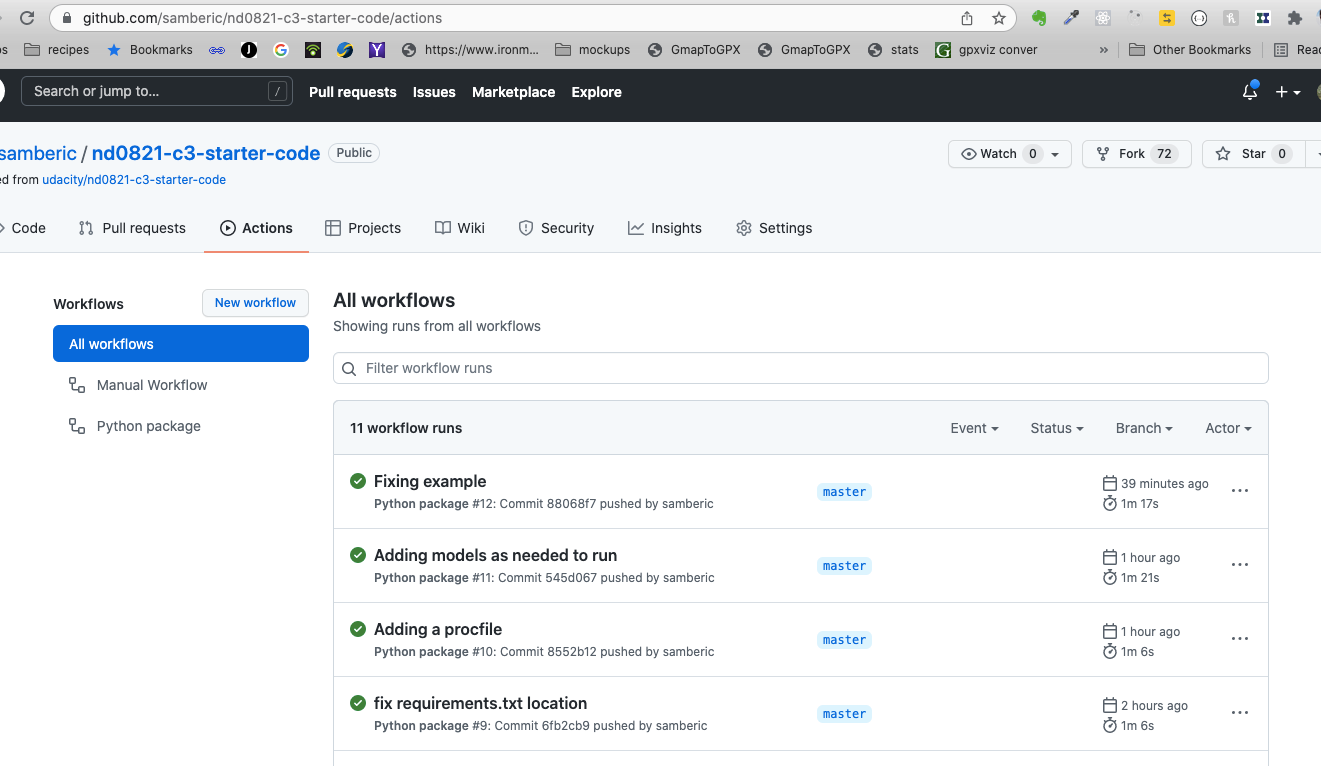 github.com/samberic/nd0821-c3-starter-code/actions
recipes Bookmarks https://www.ironm... mockups GmapToGPX GmapToGPX stats gpxviz conver » Other Bookmarks
Search or jump to... / Pull requests Issues Marketplace Explore
samberic / nd0821-c3-starter-code Public Watch 0 Fork 72 Star 0
from udacity/nd0821-c3-starter-code
Code Pull requests Actions Projects Wiki Security Insights Settings
Workflows New workflow
All workflows
Manual Workflow
Python package
All workflows
Showing runs from all workflows
Filter workflow runs
11 workflow runs Event Status Branch Actor
Fixing example
Python package #12: Commit 88068f7 pushed by samberic
master
39 minutes ago
1m 17s
Adding models as needed to run
Python package #11: Commit 545d067 pushed by samberic
master
1 hour ago
1m 21s
Adding a procfile
Python package #10: Commit 8552b12 pushed by samberic
master
1 hour ago
1m 6s
fix requirements.txt location
Python package #9: Commit 6fb2cb9 pushed by samberic
master
2 hours ago
1m 6s